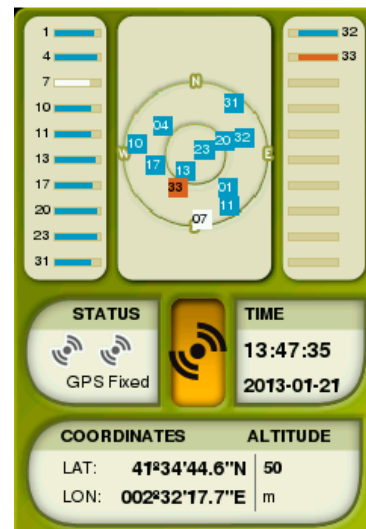 1
4
7
10
11
13
17
20
23
31
32
33
N
31
04
10
W
20
32
23
E
17
13
33
01
11
07
STATUS
GPS Fixed
TIME
13:47:35
2013-01-21
COORDINATES ALTITUDE
LAT: 41º34'44.6"N 50
LON: 002º32'17.7"E m